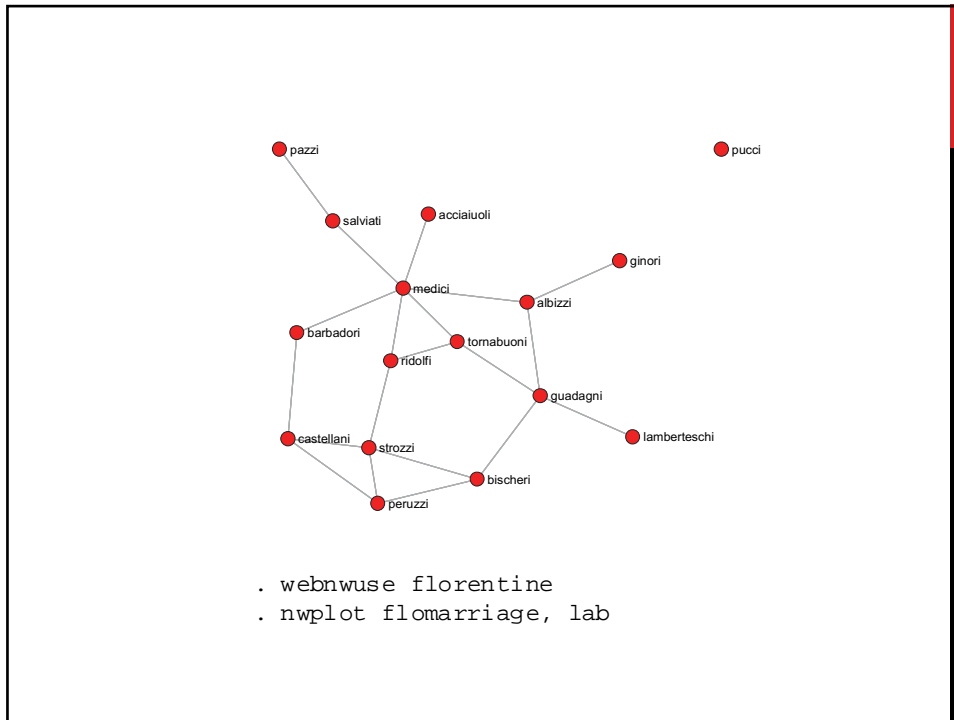 pazzi
pucci
salviati
acciaiuoli
ginori
medici
albizzi
barbadori
tornabuoni
ridolfi
guadagni
lamberteschi
castellani
strozzi
bischeri
peruzzi
. webnwuse florentine
. nwplot flomarriage, lab